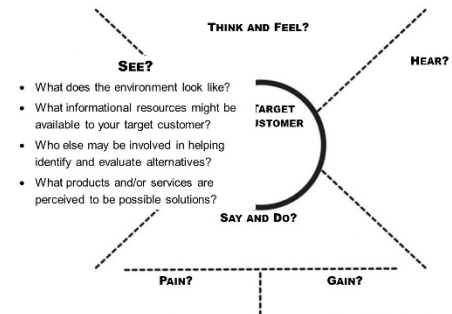 THINK AND FEEL?
HEAR?
SEE?
• What does the environment look like?
• What informational resources might be
available to your target customer?
• Who else may be involved in helping
identify and evaluate alternatives?
• What products and/or services are
perceived to be possible solutions?
SAY AND DO?
PAIN?
GAIN?